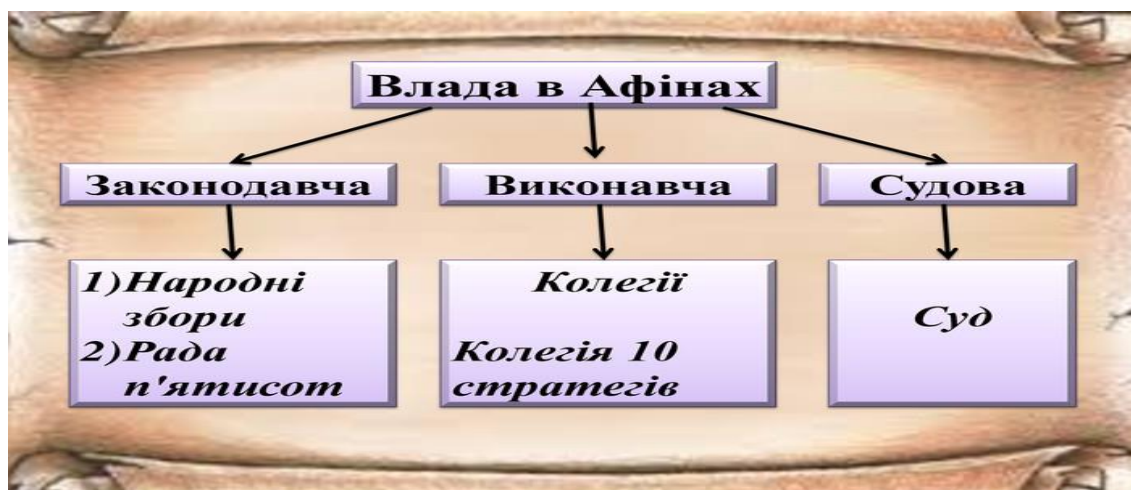 Влада в Афінах
Законодавча
Виконавча
Судова
1)Народні
збори
2)Рада
п'ятисот
Колегії
Колегія 10
стратегів
Суд